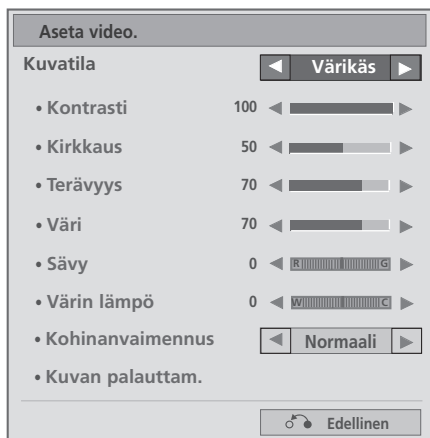 Aseta video.
Kuvatila ◄ Värikäs ►
• Kontrasti 100 ◄ ►
• Kirkkaus 50 ◄ ►
• Terävyys 70 ◄ ►
• Väri 70 ◄ ►
• Sävy 0 ◄ R G ►
• Värin lämpö 0 ◄ W C ►
• Kohinanvaimennus ◄ Normaali ►
• Kuvan palauttam.
Edellinen